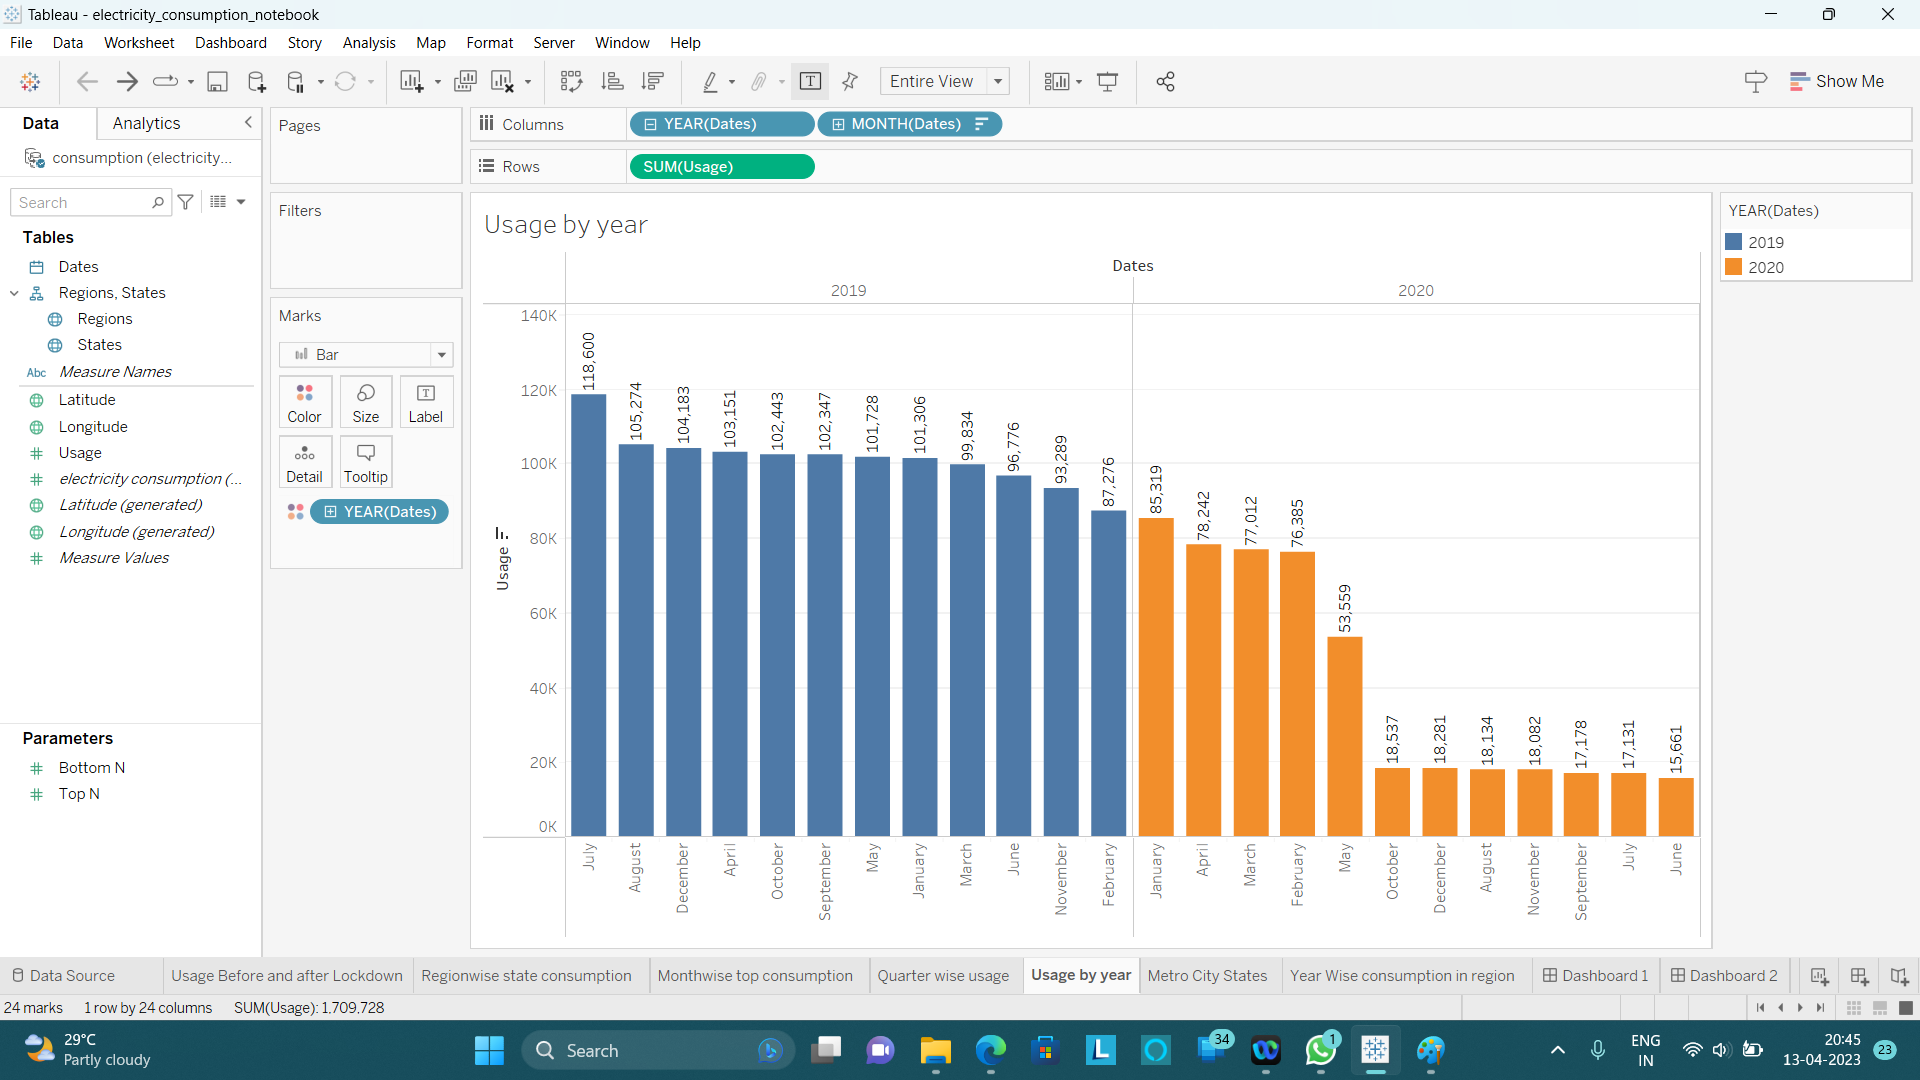 Tableau - electricity_consumption_notebook
File Data Worksheet Dashboard Story Analysis Map Format Server Window Help
Entire View
Show Me
Data Analytics
consumption (electricity...
Search
Tables
Dates
Regions, States
Regions
States
Abc Measure Names
Latitude
Longitude
Usage
electricity consumption (...
Latitude (generated)
Longitude (generated)
Measure Values
Parameters
Bottom N
Top N
Pages
Filters
Marks
Bar
Color Size Label
Detail Tooltip
YEAR(Dates)
Columns YEAR(Dates) MONTH(Dates)
Rows SUM(Usage)
Usage by year
Dates
2019 2020
140K
120K
100K
80K
60K
40K
20K
0K
Usage
118,600
105,274
104,183
103,151
102,443
102,347
101,728
101,306
99,834
96,776
93,289
87,276
85,319
78,242
77,012
76,385
53,559
18,537
18,281
18,134
18,082
17,178
17,131
15,661
July
August
December
April
October
September
May
January
March
June
November
February
January
April
March
February
May
October
December
August
November
September
July
June
YEAR(Dates)
2019
2020
Data Source Usage Before and after Lockdown Regionwise state consumption Monthwise top consumption Quarter wise usage Usage by year Metro City States Year Wise consumption in region Dashboard 1 Dashboard 2
24 marks 1 row by 24 columns SUM(Usage): 1,709,728
29°C
Partly cloudy
Search
34
1
ENG
IN
20:45
13-04-2023
23